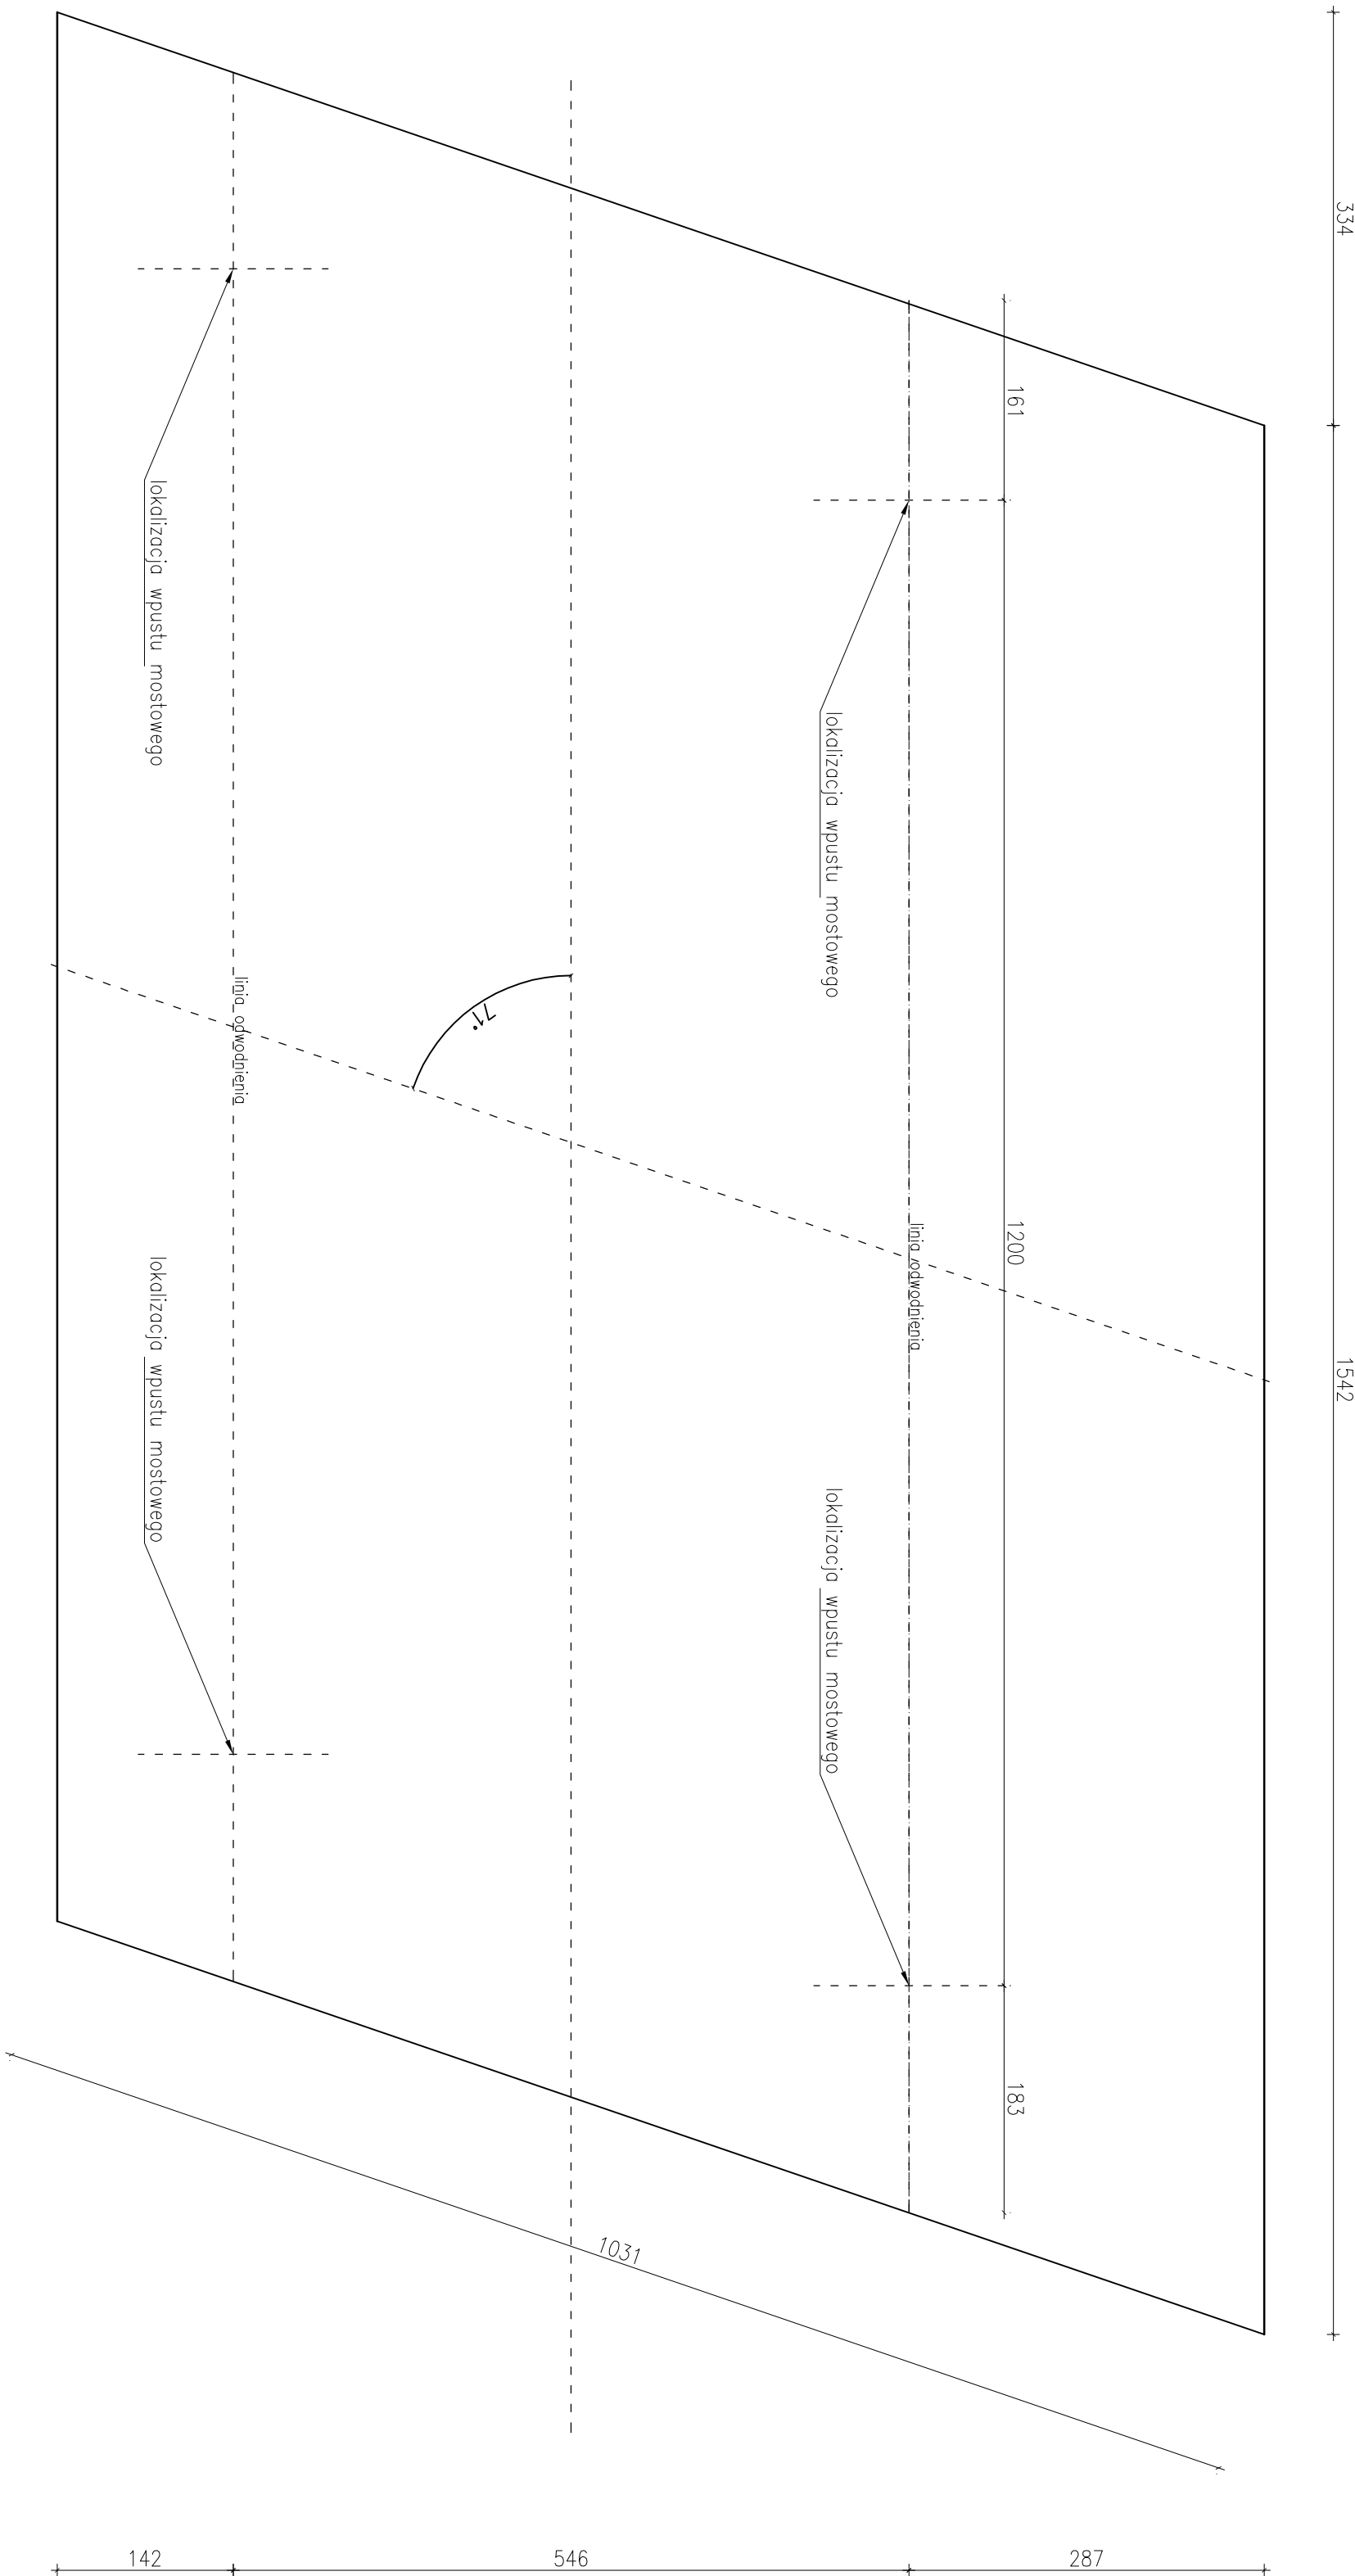 334
1542
161
1200
183
lokalizacja wpustu mostowego
lokalizacja wpustu mostowego
linia odwodnienia
71°
lokalizacja wpustu mostowego
lokalizacja wpustu mostowego
linia odwodnienia
1031
142
546
287